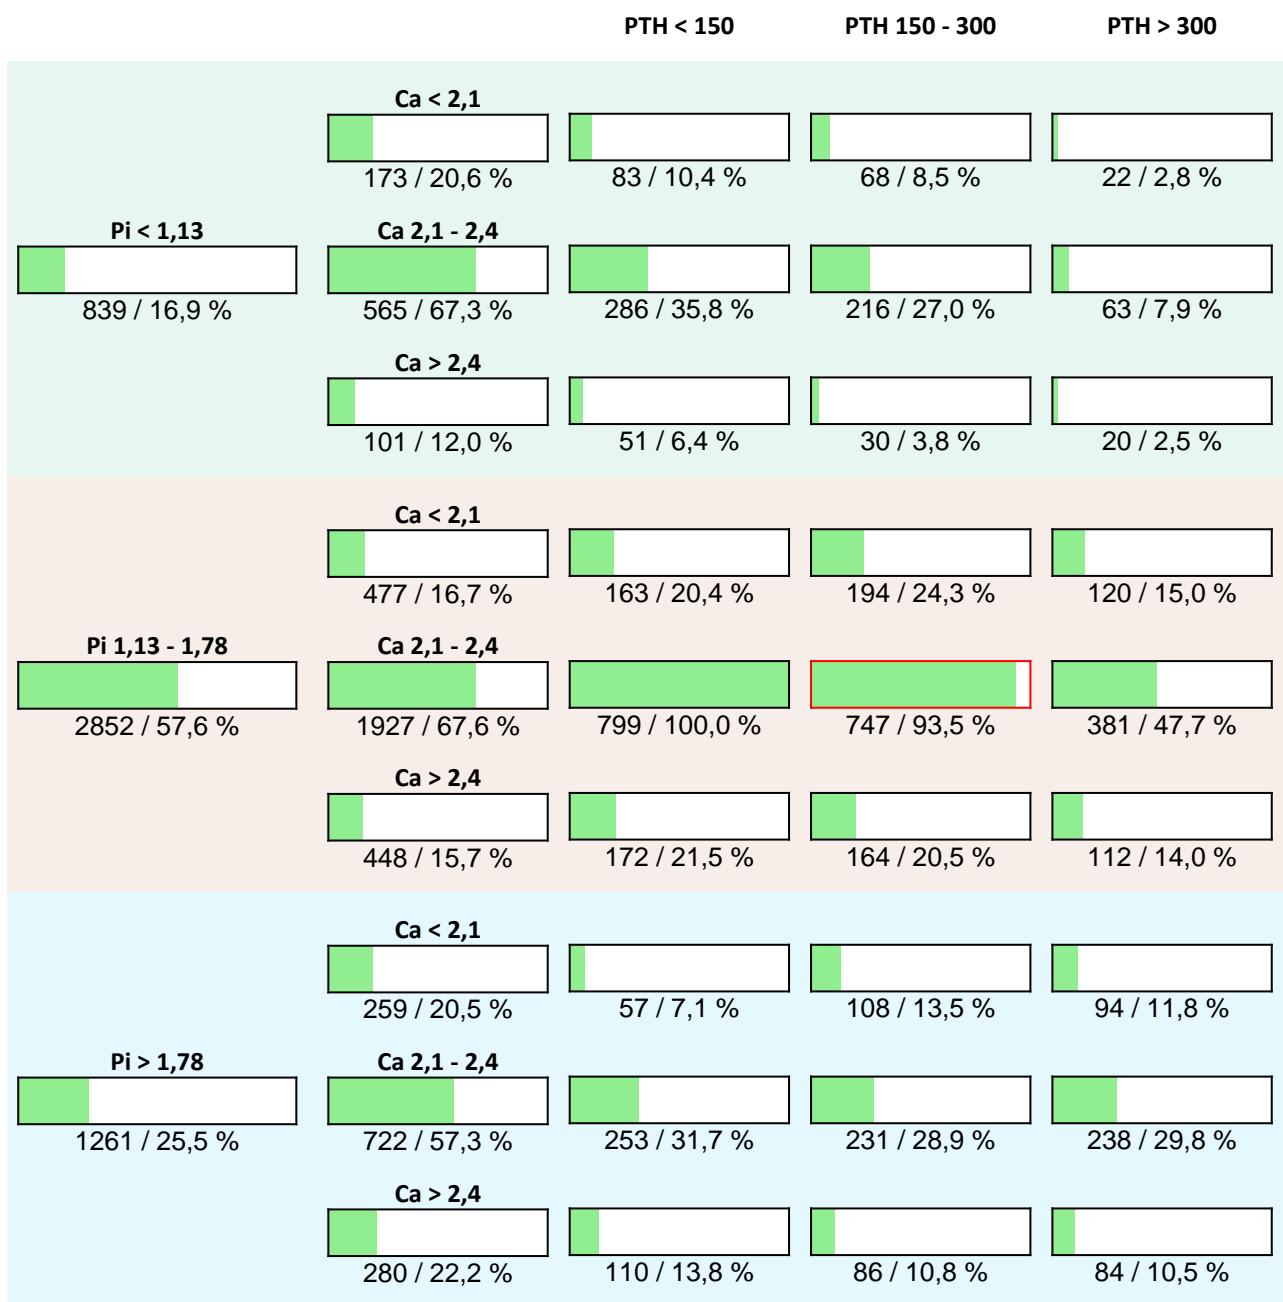 PTH < 150 PTH 150 - 300 PTH > 300
Ca < 2,1
173 / 20,6 % 83 / 10,4 % 68 / 8,5 % 22 / 2,8 %
Pi < 1,13 Ca 2,1 - 2,4
839 / 16,9 % 565 / 67,3 % 286 / 35,8 % 216 / 27,0 % 63 / 7,9 %
Ca > 2,4
101 / 12,0 % 51 / 6,4 % 30 / 3,8 % 20 / 2,5 %
Ca < 2,1
477 / 16,7 % 163 / 20,4 % 194 / 24,3 % 120 / 15,0 %
Pi 1,13 - 1,78 Ca 2,1 - 2,4
2852 / 57,6 % 1927 / 67,6 % 799 / 100,0 % 747 / 93,5 % 381 / 47,7 %
Ca > 2,4
448 / 15,7 % 172 / 21,5 % 164 / 20,5 % 112 / 14,0 %
Ca < 2,1
259 / 20,5 % 57 / 7,1 % 108 / 13,5 % 94 / 11,8 %
Pi > 1,78 Ca 2,1 - 2,4
1261 / 25,5 % 722 / 57,3 % 253 / 31,7 % 231 / 28,9 % 238 / 29,8 %
Ca > 2,4
280 / 22,2 % 110 / 13,8 % 86 / 10,8 % 84 / 10,5 %